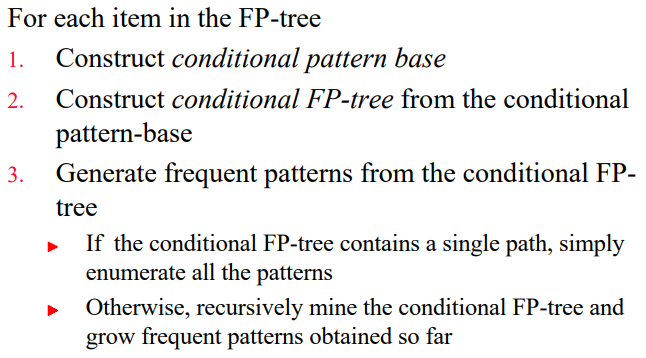 For each item in the FP-tree
1. Construct conditional pattern base
2. Construct conditional FP-tree from the conditional
pattern-base
3. Generate frequent patterns from the conditional FP-
tree
► If the conditional FP-tree contains a single path, simply
enumerate all the patterns
► Otherwise, recursively mine the conditional FP-tree and
grow frequent patterns obtained so far